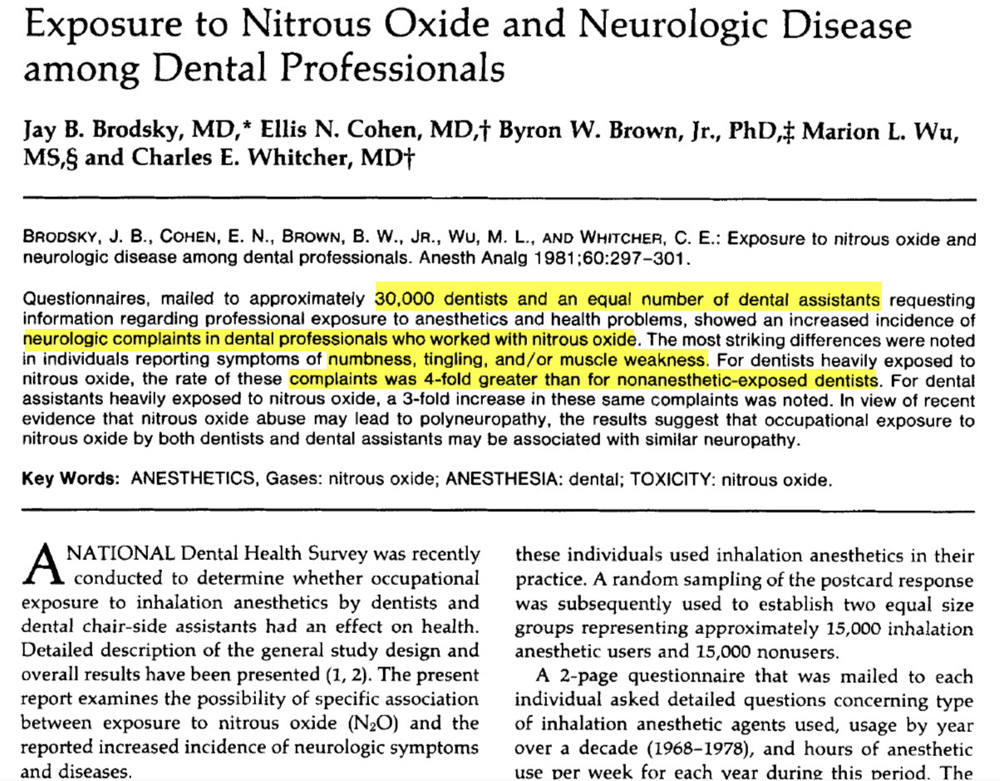 Exposure to Nitrous Oxide and Neurologic Disease
among Dental Professionals
Jay B. Brodsky, MD,* Ellis N. Cohen, MD,† Byron W. Brown, Jr., PhD,‡ Marion L. Wu,
MS,§ and Charles E. Whitcher, MD†
BRODSKY, J. B., COHEN, E. N., BROWN, B. W., JR., WU, M. L., AND WHITCHER, C. E.: Exposure to nitrous oxide and
neurologic disease among dental professionals. Anesth Analg 1981;60:297–301.
Questionnaires, mailed to approximately 30,000 dentists and an equal number of dental assistants requesting
information regarding professional exposure to anesthetics and health problems, showed an increased incidence of
neurologic complaints in dental professionals who worked with nitrous oxide. The most striking differences were noted
in individuals reporting symptoms of numbness, tingling, and/or muscle weakness. For dentists heavily exposed to
nitrous oxide, the rate of these complaints was 4-fold greater than for nonanesthetic-exposed dentists. For dental
assistants heavily exposed to nitrous oxide, a 3-fold increase in these same complaints was noted. In view of recent
evidence that nitrous oxide abuse may lead to polyneuropathy, the results suggest that occupational exposure to
nitrous oxide by both dentists and dental assistants may be associated with similar neuropathy.
Key Words: ANESTHETICS, Gases: nitrous oxide; ANESTHESIA: dental; TOXICITY: nitrous oxide.
A NATIONAL Dental Health Survey was recently
conducted to determine whether occupational
exposure to inhalation anesthetics by dentists and
dental chair-side assistants had an effect on health.
Detailed description of the general study design and
overall results have been presented (1, 2). The present
report examines the possibility of specific association
between exposure to nitrous oxide (N₂O) and the
reported increased incidence of neurologic symptoms
and diseases.
these individuals used inhalation anesthetics in their
practice. A random sampling of the postcard response
was subsequently used to establish two equal size
groups representing approximately 15,000 inhalation
anesthetic users and 15,000 nonusers.
A 2-page questionnaire that was mailed to each
individual asked detailed questions concerning type
of inhalation anesthetic agents used, usage by year
over a decade (1968–1978), and hours of anesthetic
use per week for each year during this period. The